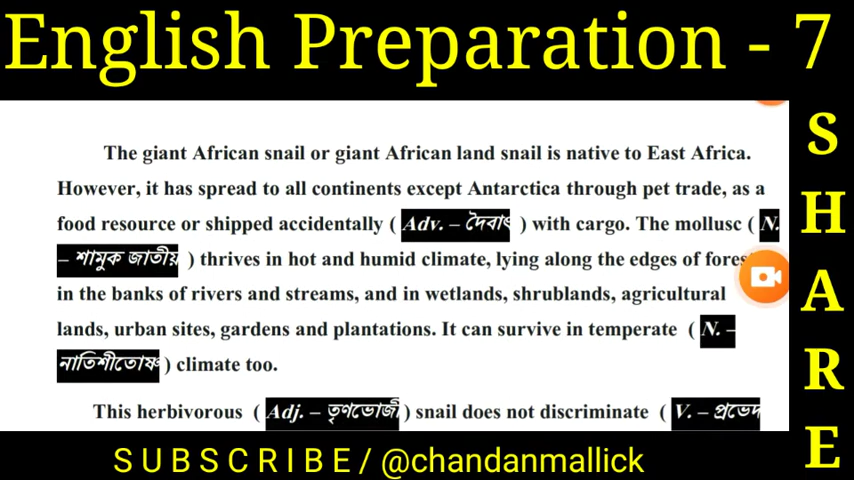 English Preparation - 7
The giant African snail or giant African land snail is native to East Africa.
However, it has spread to all continents except Antarctica through pet trade, as a
food resource or shipped accidentally ( Adv. – দৈবাৎ ) with cargo. The mollusc ( N.
– শামুক জাতীয় ) thrives in hot and humid climate, lying along the edges of
in the banks of rivers and streams, and in wetlands, shrublands, agricultural
lands, urban sites, gardens and plantations. It can survive in temperate ( N. –
নাতিশীতোষ্ণ ) climate too.
This herbivorous ( Adj. – তৃণভোজী ) snail does not discriminate ( V. – প্রভেদ
SHARE
SUBSCRIBE/ @chandanmallick